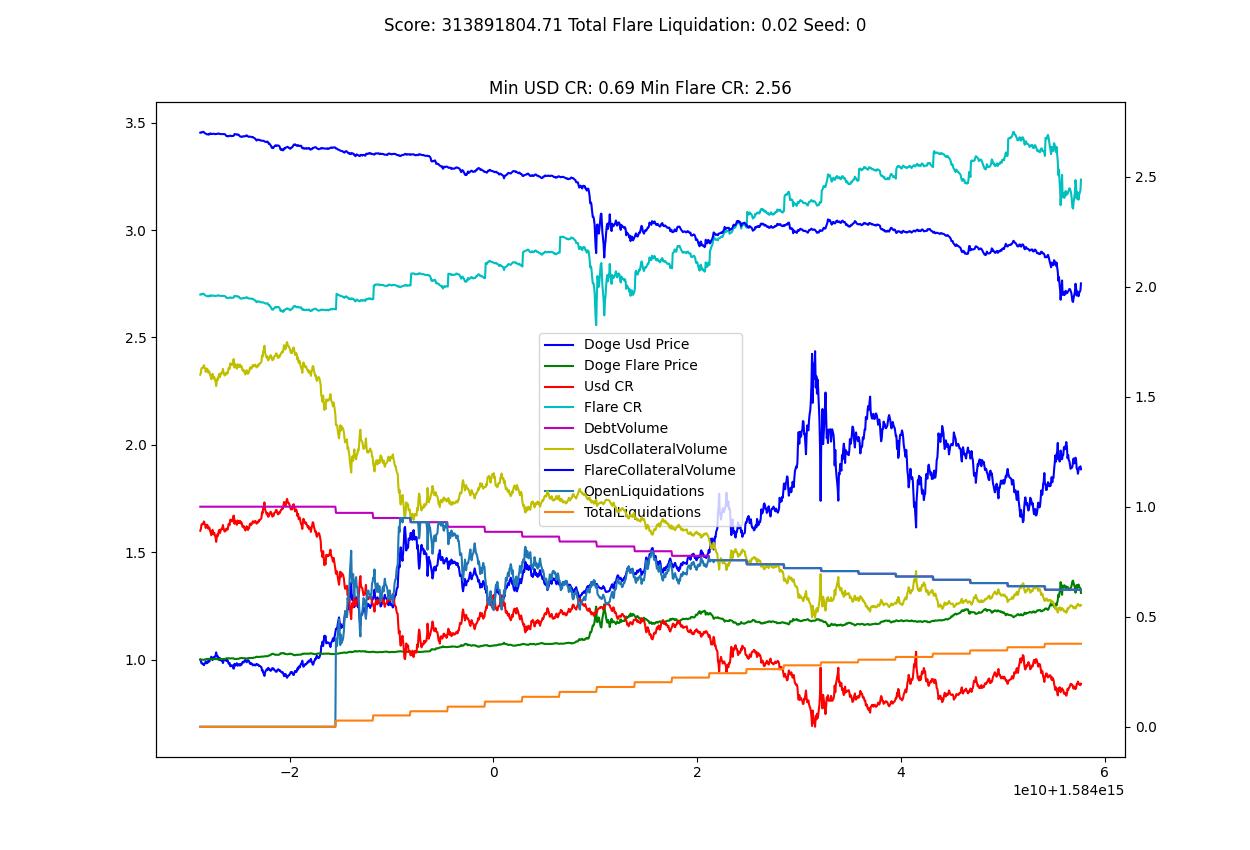 Score: 313891804.71 Total Flare Liquidation: 0.02 Seed: 0
Min USD CR: 0.69 Min Flare CR: 2.56
3.5
3.0
2.5
2.0
1.5
1.0
2.5
2.0
1.5
1.0
0.5
0.0
Doge Usd Price
Doge Flare Price
Usd CR
Flare CR
DebtVolume
UsdCollateralVolume
FlareCollateralVolume
OpenLiquidations
TotalLiquidations
−2
0
2
4
6
1e10+1.584e15